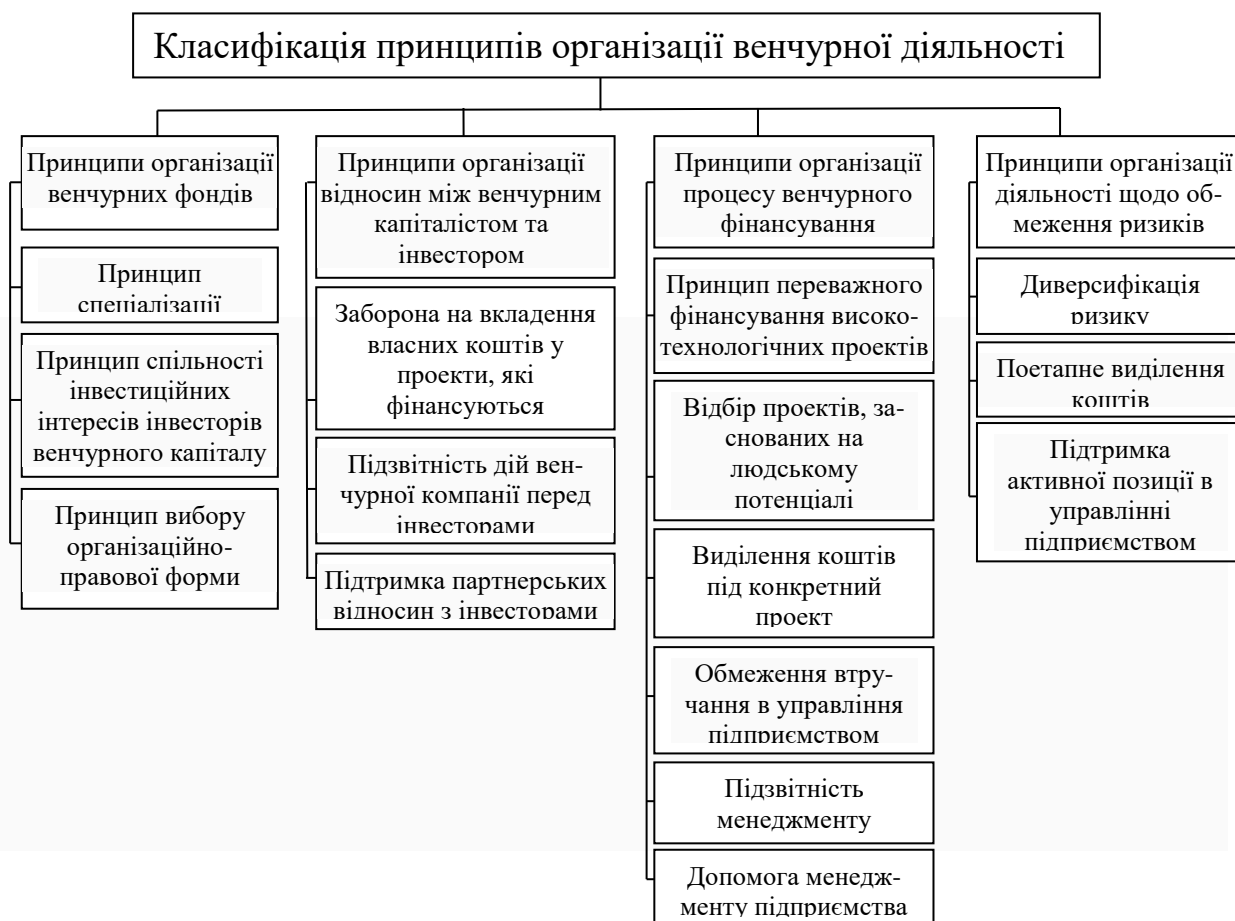 Класифікація принципів організації венчурної діяльності
Принципи організації
венчурних фондів
Принцип
спеціалізації
Принцип спільності
інвестиційних
інтересів інвесторів
венчурного капіталу
Принцип вибору
організаційно-
правової форми
Принципи організації
відносин між венчурним
капіталістом та
інвестором
Заборона на вкладення
власних коштів у
проекти, які
фінансуються
Підзвітність дій вен-
чурної компанії перед
інвесторами
Підтримка партнерських
відносин з інвесторами
Принципи організації
процесу венчурного
фінансування
Принцип переважного
фінансування високо-
технологічних проектів
Відбір проектів, за-
снованих на
людському
потенціалі
Виділення коштів
під конкретний
проект
Обмеження втру-
чання в управління
підприємством
Підзвітність
менеджменту
Допомога менедж-
менту підприємства
Принципи організації
діяльності щодо об-
меження ризиків
Диверсифікація
ризику
Поетапне виділення
коштів
Підтримка
активної позиції в
управлінні
підприємством